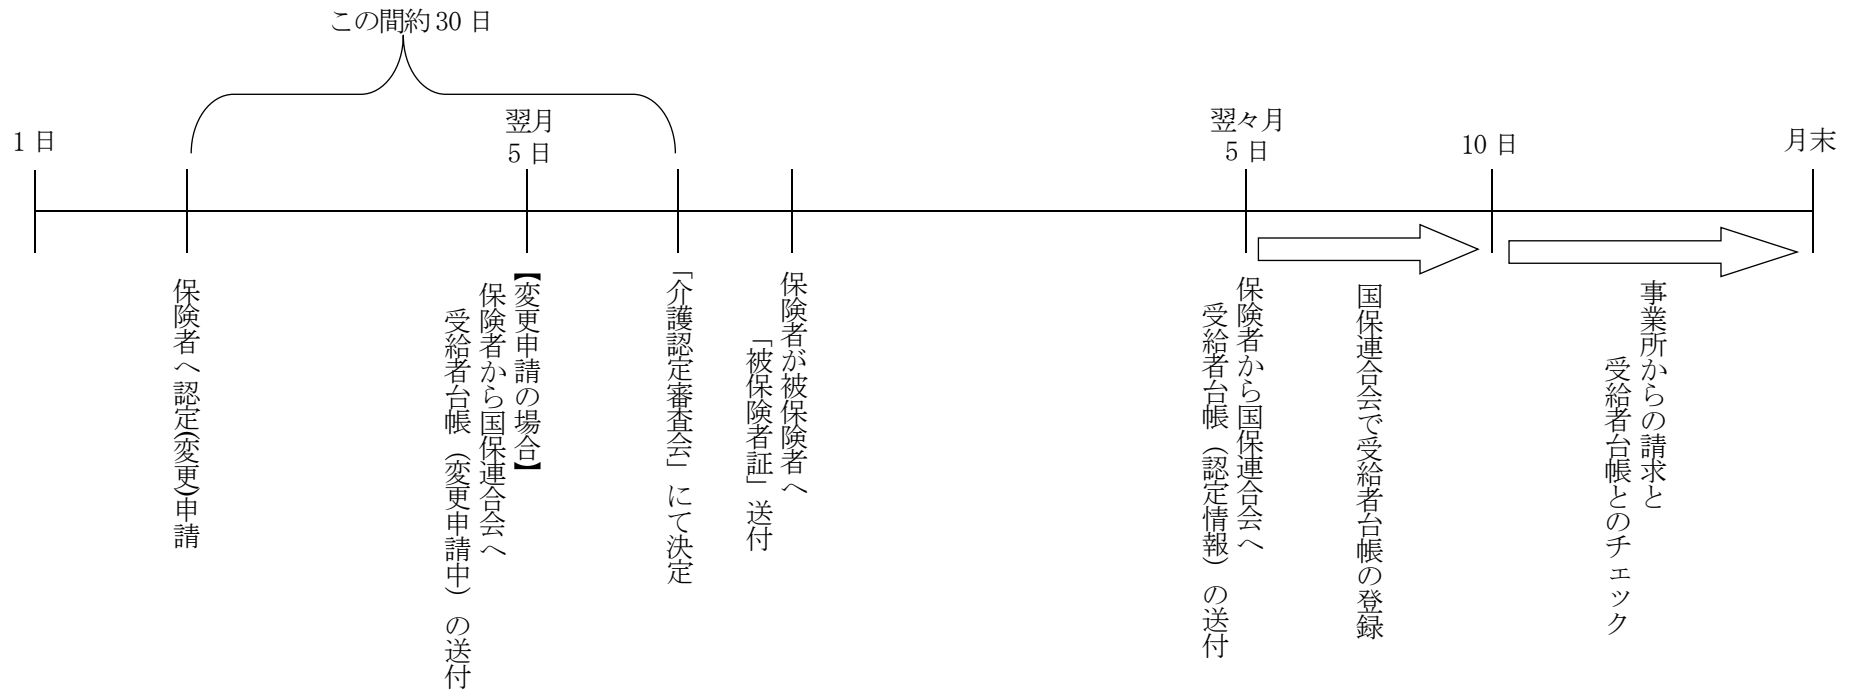 この間約30日
1日
翌月
5日
翌々月
5日
10日
月末
保険者へ認定(変更)申請
【変更申請の場合】
保険者から国保連合会へ
受給者台帳（変更申請中）の送付
「介護認定審査会」にて決定
保険者が被保険者へ
「被保険者証」送付
保険者から国保連合会へ
受給者台帳（認定情報）の送付
国保連合会で受給者台帳の登録
事業所からの請求と
受給者台帳とのチェック